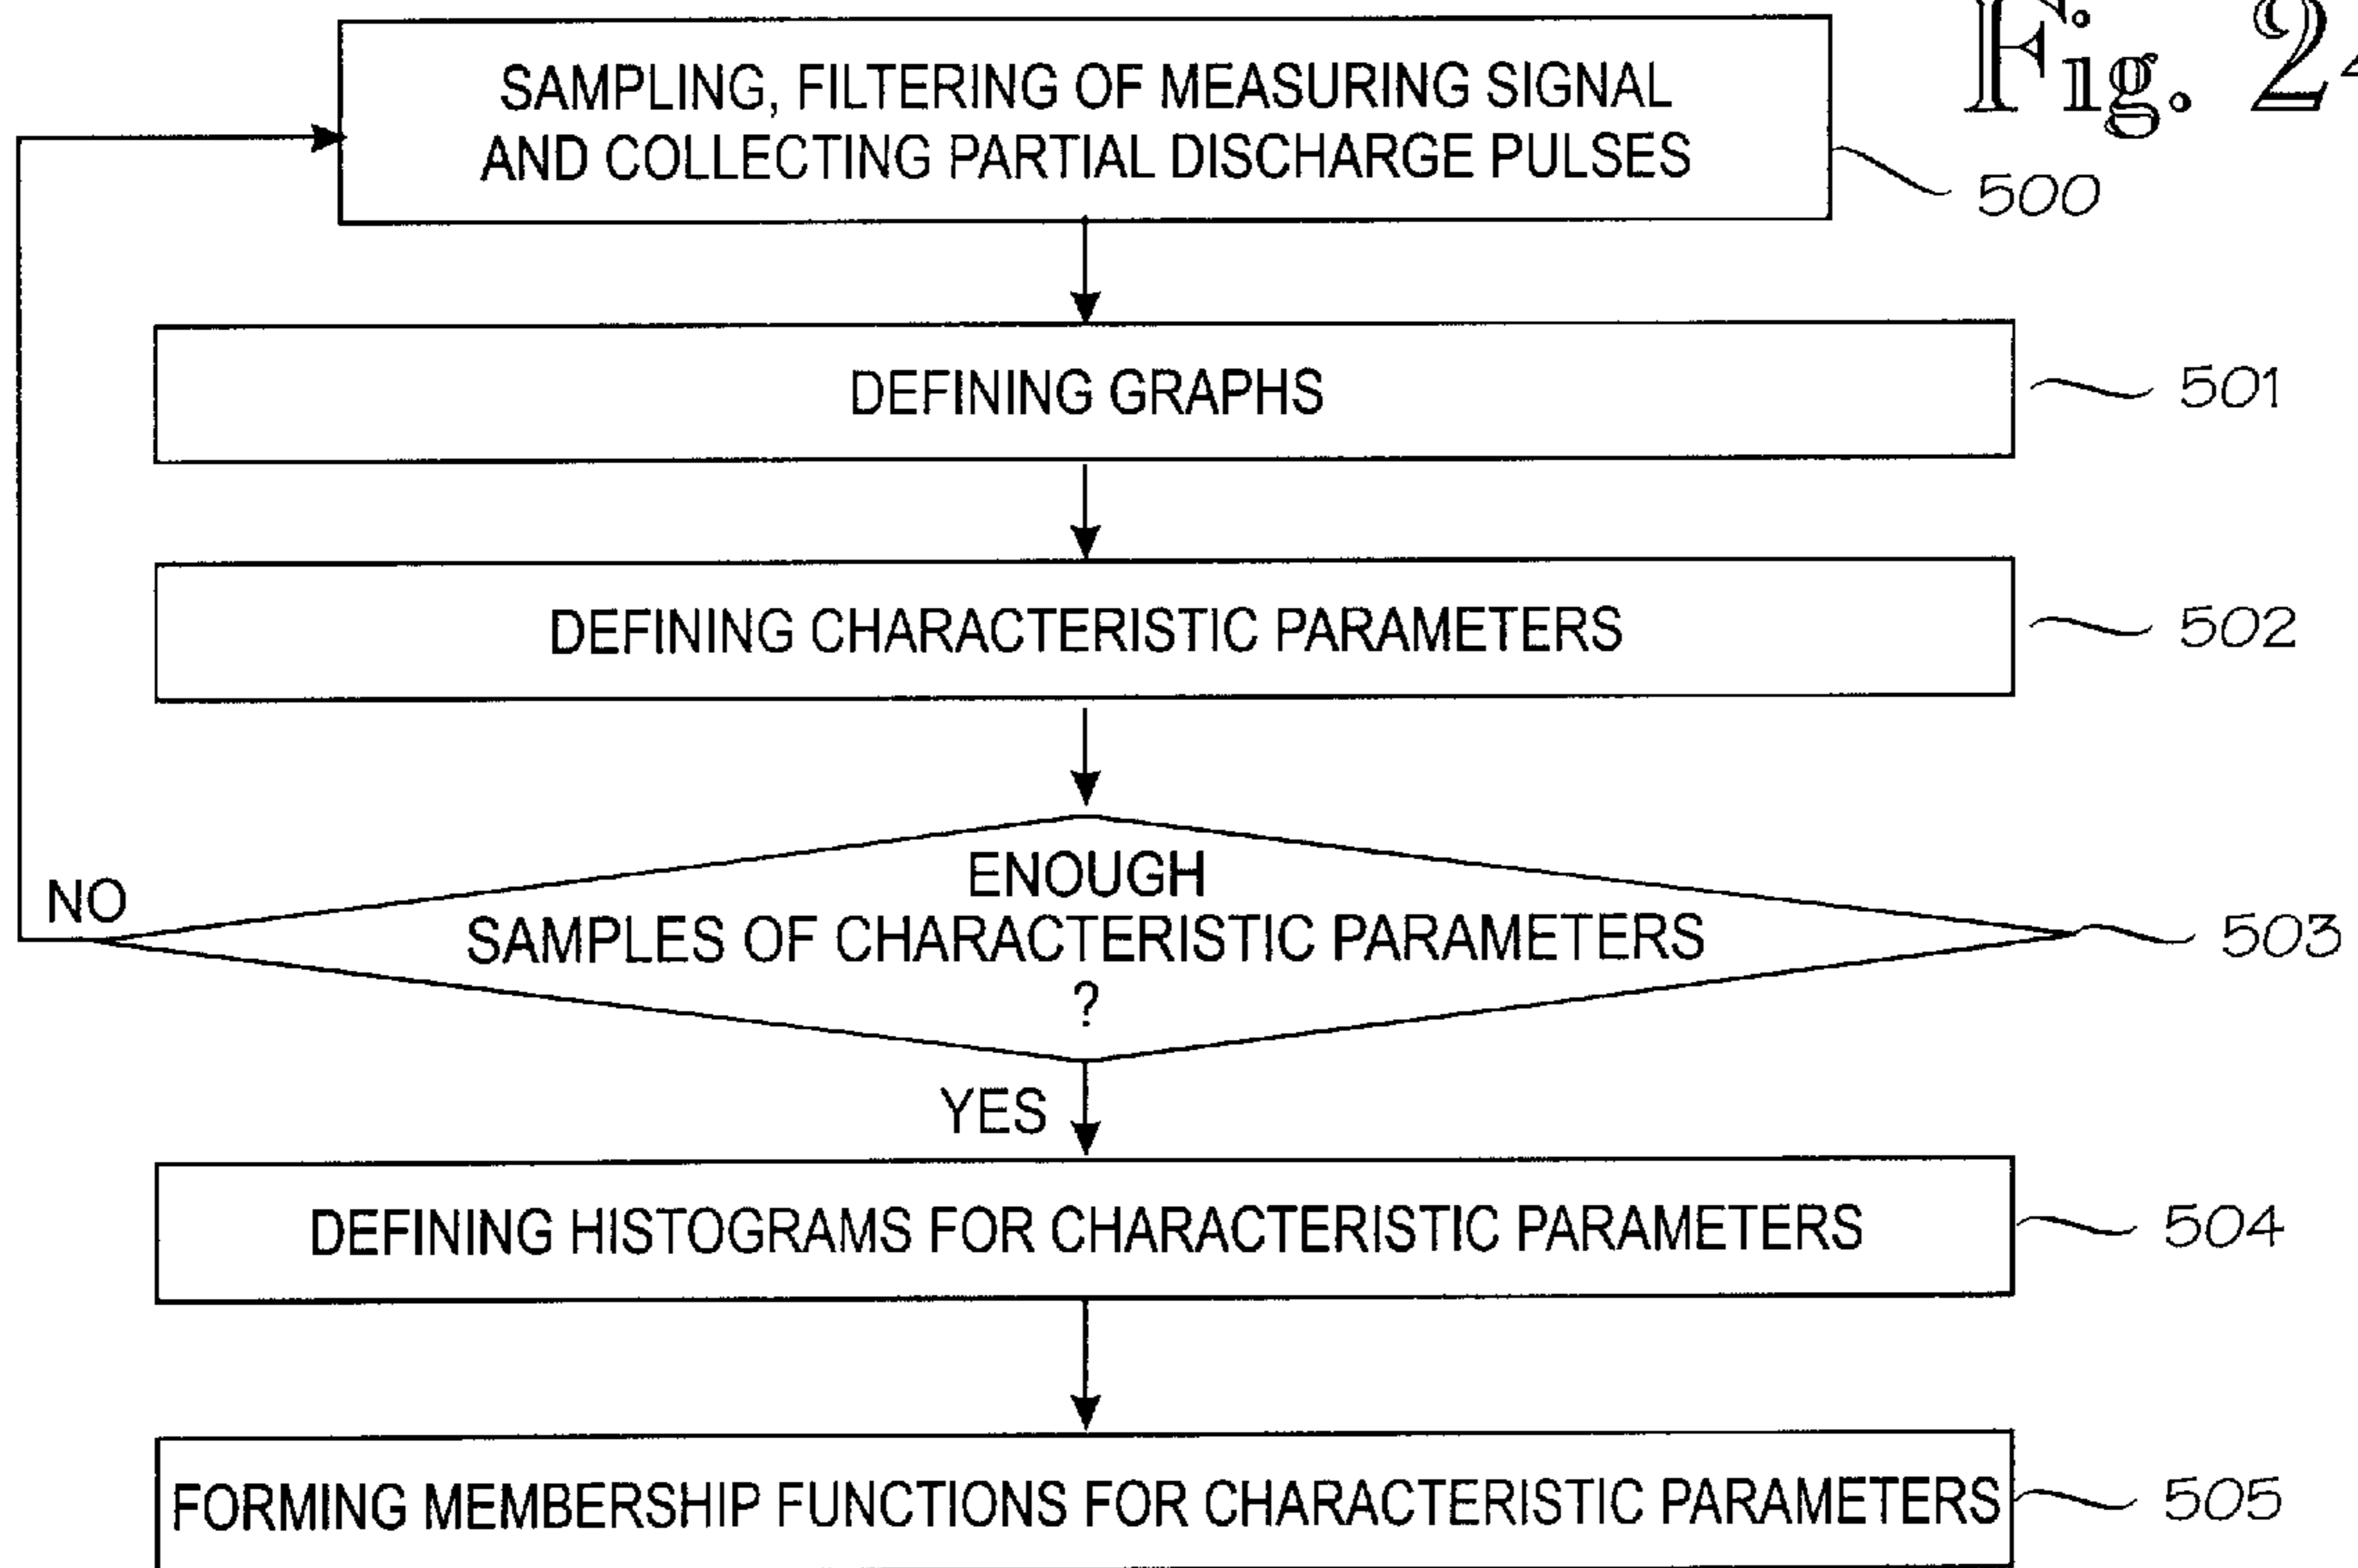 Fig. 24
SAMPLING, FILTERING OF MEASURING SIGNAL
AND COLLECTING PARTIAL DISCHARGE PULSES
500
DEFINING GRAPHS
501
DEFINING CHARACTERISTIC PARAMETERS
502
NO
ENOUGH
SAMPLES OF CHARACTERISTIC PARAMETERS
?
503
YES
DEFINING HISTOGRAMS FOR CHARACTERISTIC PARAMETERS
504
FORMING MEMBERSHIP FUNCTIONS FOR CHARACTERISTIC PARAMETERS
505